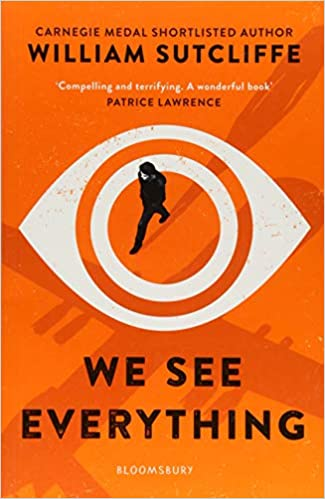 CARNEGIE MEDAL SHORTLISTED AUTHOR
WILLIAM SUTCLIFFE
‘Compelling and terrifying. A wonderful book’
PATRICE LAWRENCE
WE SEE
EVERYTHING
BLOOMSBURY